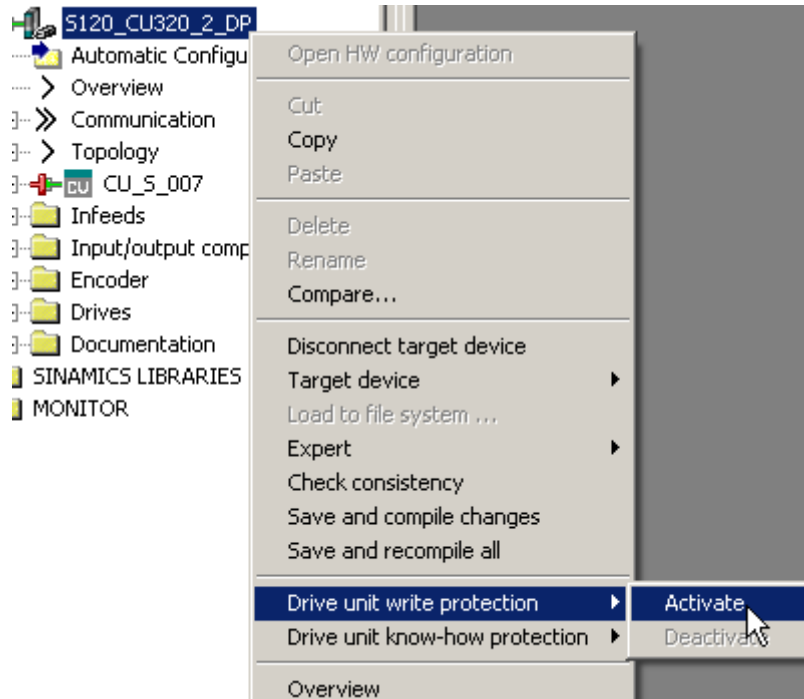 S120_CU320_2_DP
Automatic Configu
Overview
Communication
Topology
CU CU_S_007
Infeeds
Input/output comp
Encoder
Drives
Documentation
SINAMICS LIBRARIES
MONITOR
Open HW configuration
Cut
Copy
Paste
Delete
Rename
Compare...
Disconnect target device
Target device
Load to file system ...
Expert
Check consistency
Save and compile changes
Save and recompile all
Drive unit write protection
Drive unit know-how protection
Overview
Activate
Deactivate